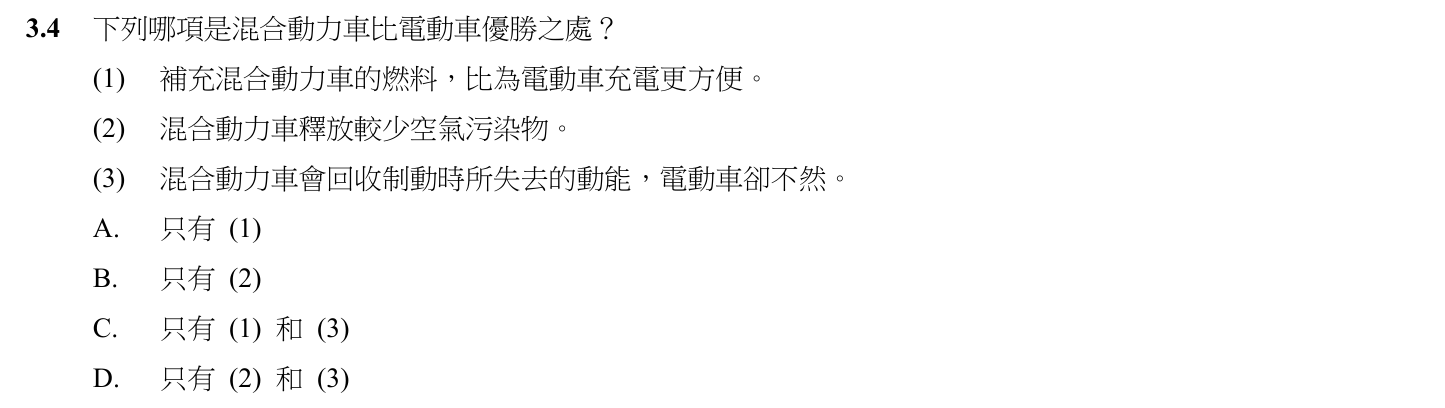 3.4 下列哪項是混合動力車比電動車優勝之處？
(1) 補充混合動力車的燃料，比為電動車充電更方便。
(2) 混合動力車釋放較少空氣污染物。
(3) 混合動力車會回收制動時所失去的動能，電動車卻不然。
A. 只有 (1)
B. 只有 (2)
C. 只有 (1) 和 (3)
D. 只有 (2) 和 (3)